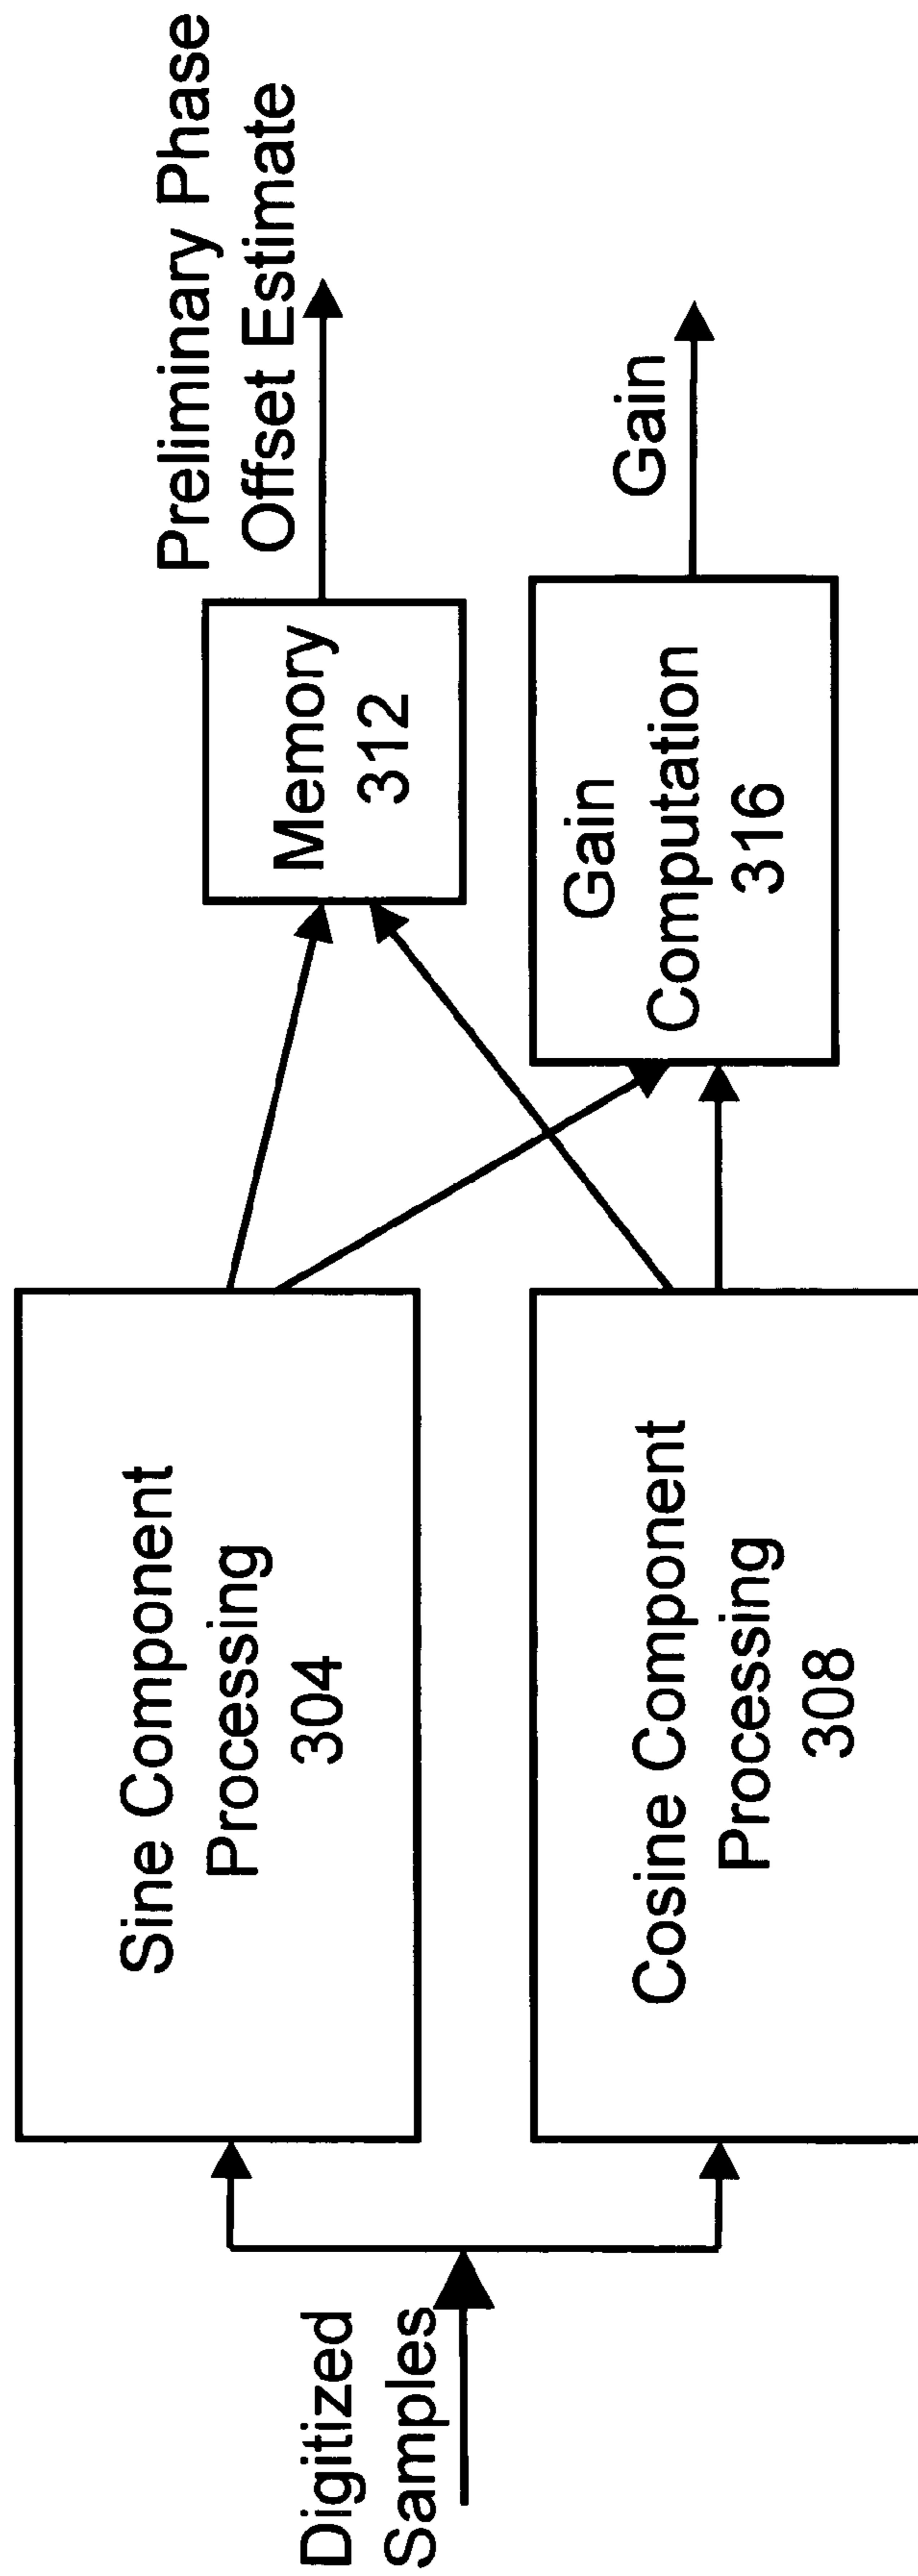 Digitized
Samples
Sine Component
Processing
304
Cosine Component
Processing
308
Memory
312
Gain
Computation
316
Preliminary Phase
Offset Estimate
Gain